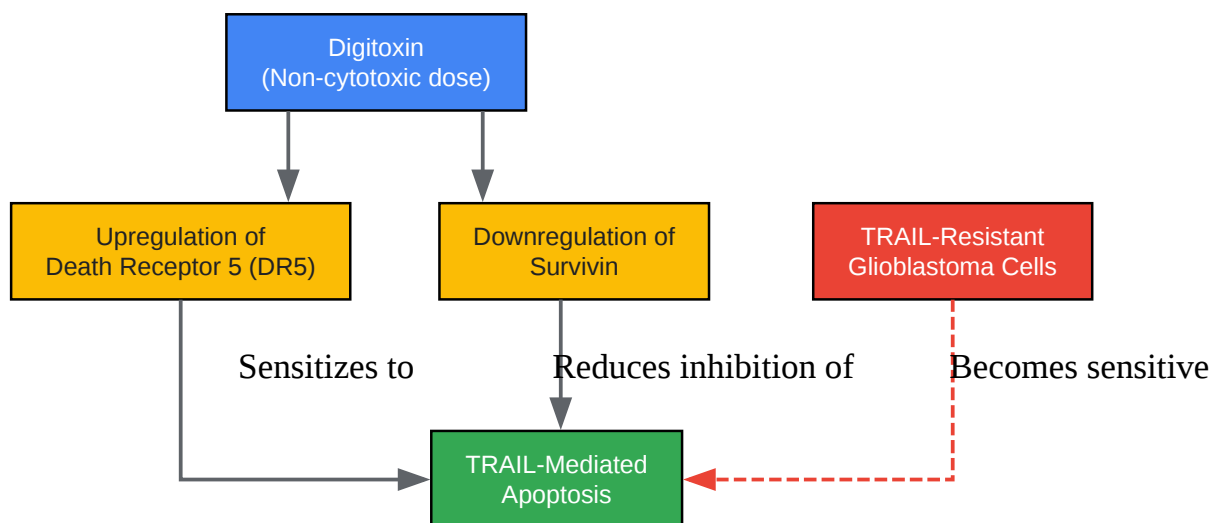 Digitoxin
(Non-cytotoxic dose)
Upregulation of
Death Receptor 5 (DR5)
Downregulation of
Survivin
TRAIL-Resistant
Glioblastoma Cells
Sensitizes to
Reduces inhibition of
Becomes sensitive
TRAIL-Mediated
Apoptosis